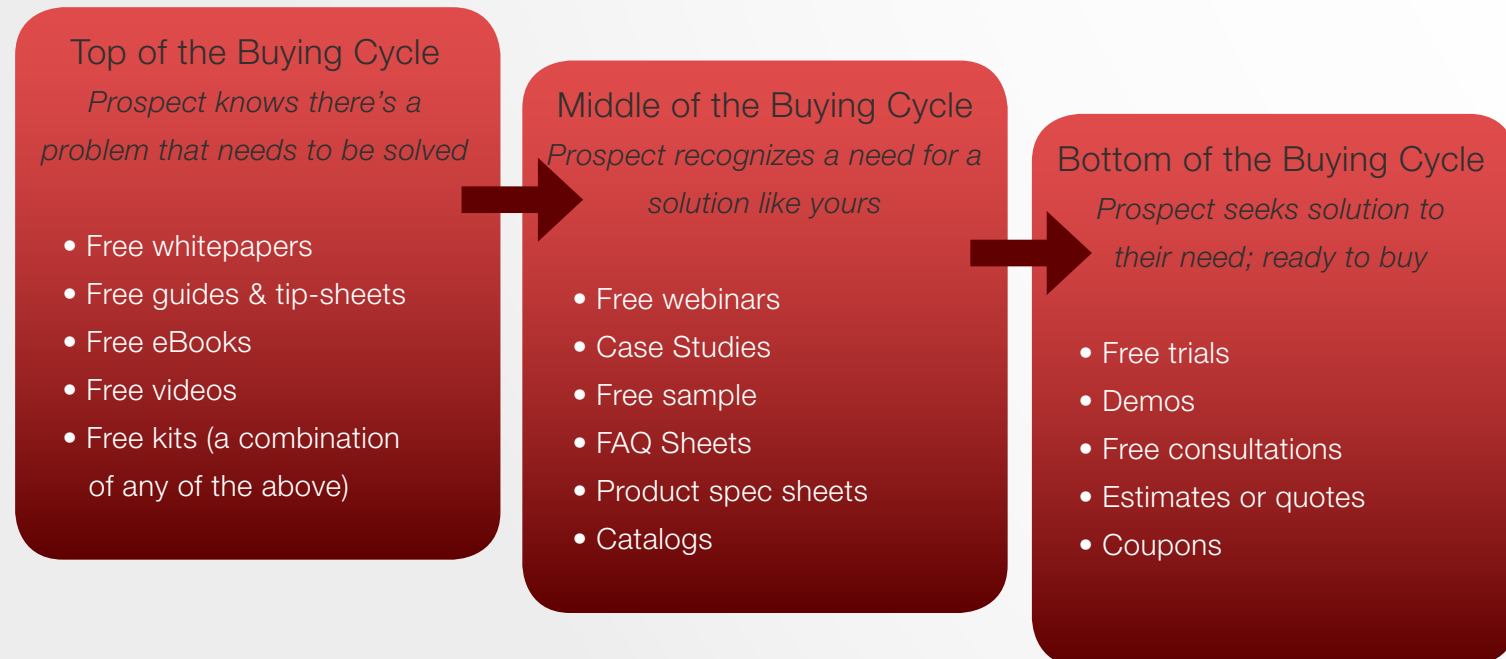 Top of the Buying Cycle
Prospect knows there’s a
problem that needs to be solved
• Free whitepapers
• Free guides & tip-sheets
• Free eBooks
• Free videos
• Free kits (a combination
of any of the above)
Middle of the Buying Cycle
Prospect recognizes a need for a
solution like yours
• Free webinars
• Case Studies
• Free sample
• FAQ Sheets
• Product spec sheets
• Catalogs
Bottom of the Buying Cycle
Prospect seeks solution to
their need; ready to buy
• Free trials
• Demos
• Free consultations
• Estimates or quotes
• Coupons